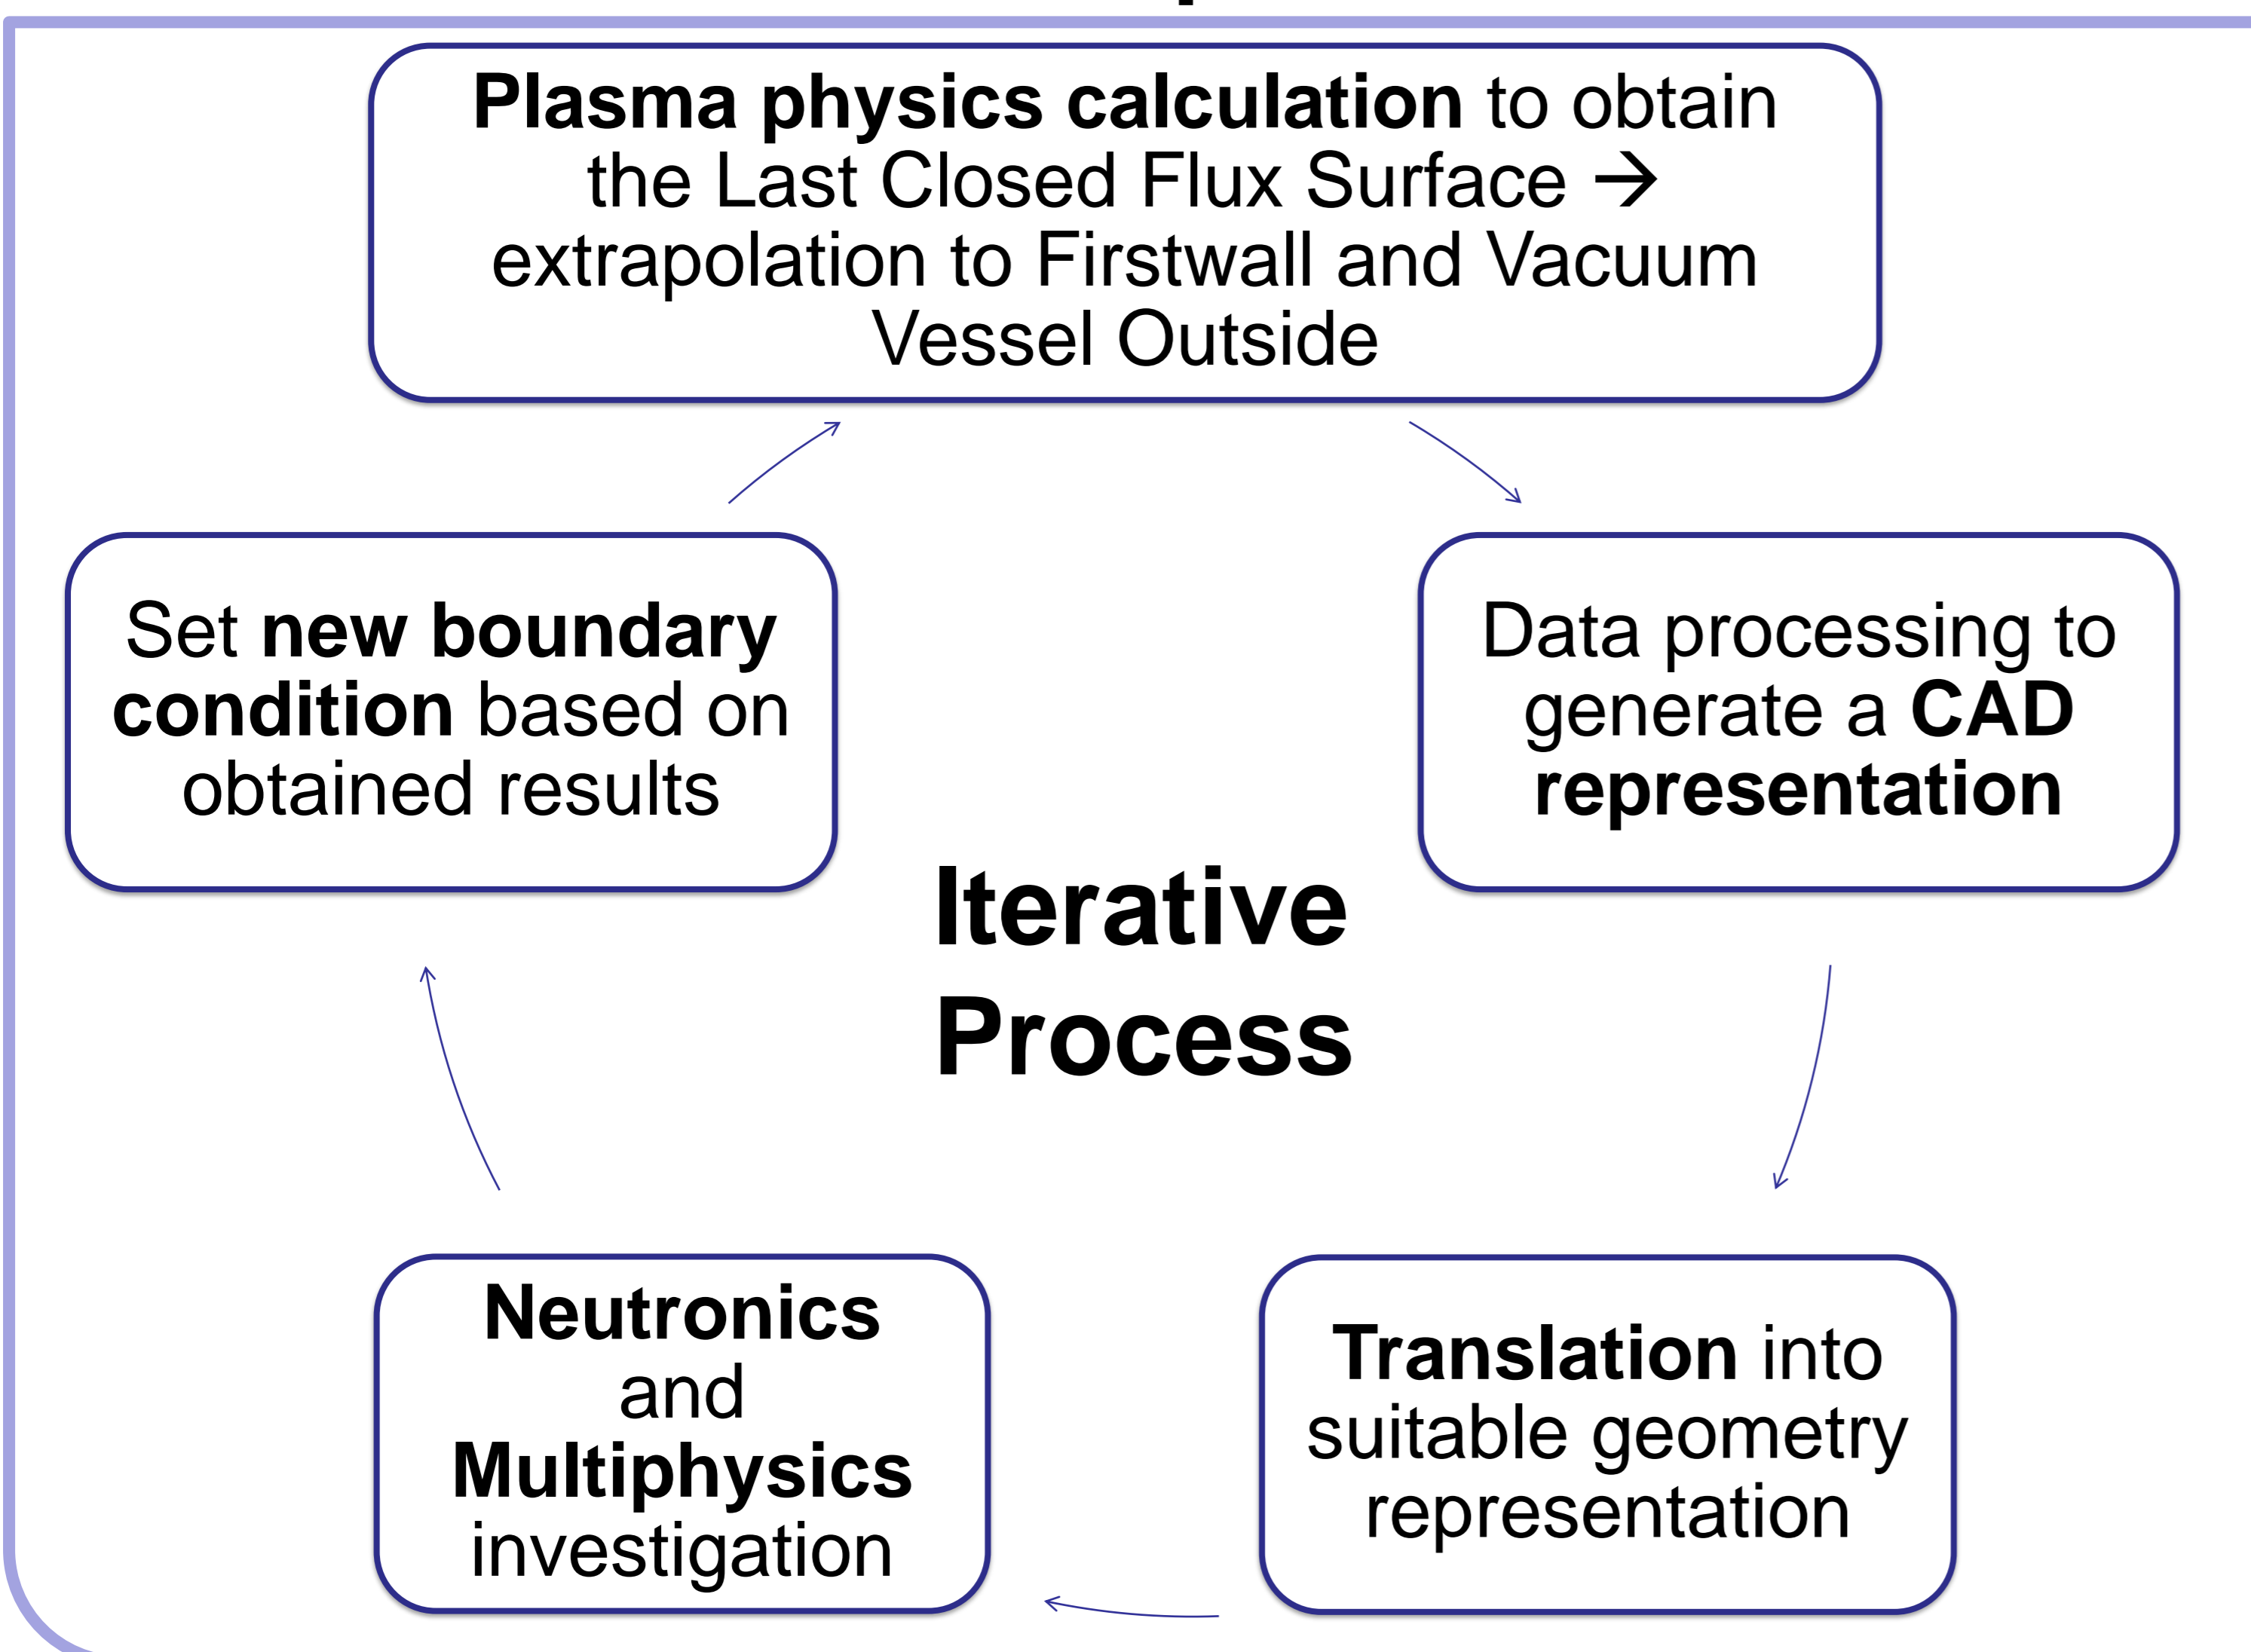 Plasma physics calculation to obtain
the Last Closed Flux Surface →
extrapolation to Firstwall and Vacuum
Vessel Outside
Set new boundary
condition based on
obtained results
Data processing to
generate a CAD
representation
Iterative
Process
Neutronics
and
Multiphysics
investigation
Translation into
suitable geometry
representation